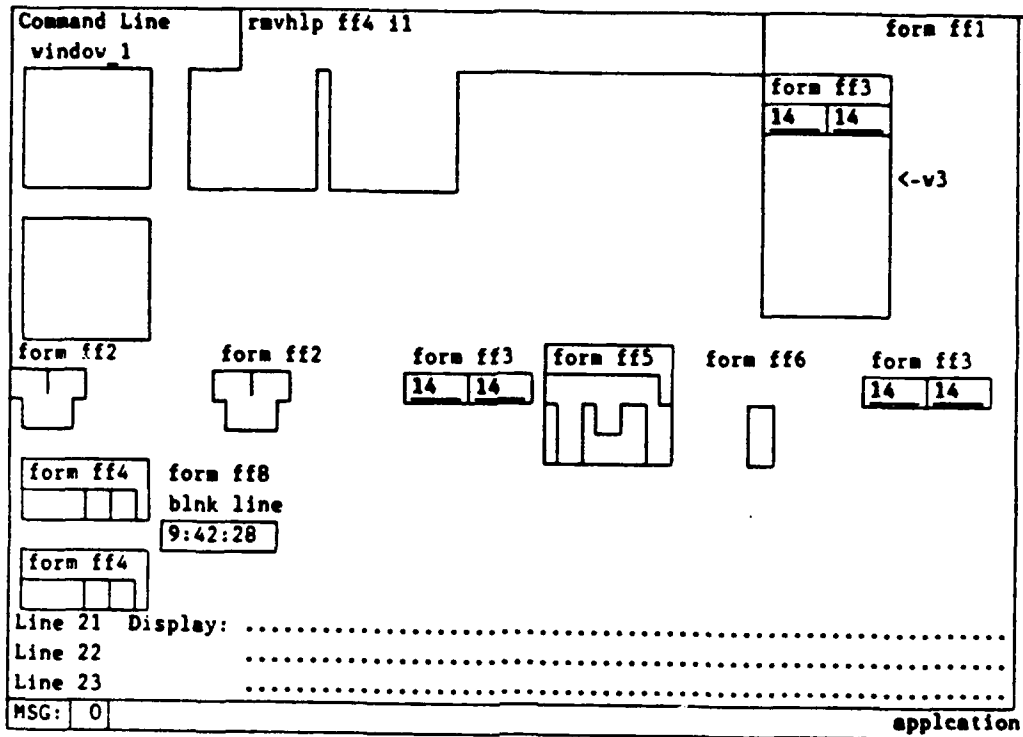 Command Line rmvhlp ff4 i1 form ff1
window_1
form ff3
14 14
<-v3
form ff2 form ff2 form ff3 form ff5 form ff6 form ff3
14 14 14 14
form ff4 form ff8
blnk line
9:42:28
form ff4
Line 21 Display: ............................................................
Line 22 ............................................................
Line 23 ............................................................
MSG: 0 applcation